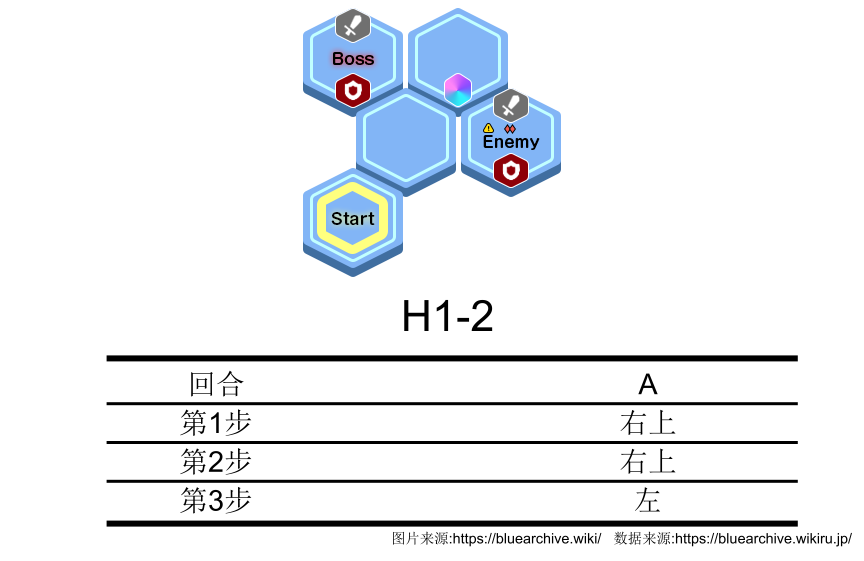 Boss
Enemy
Start
H1-2
回合 A
第1步 右上
第2步 右上
第3步 左
图片来源:https://bluearchive.wiki/ 数据来源:https://bluearchive.wikiru.jp/